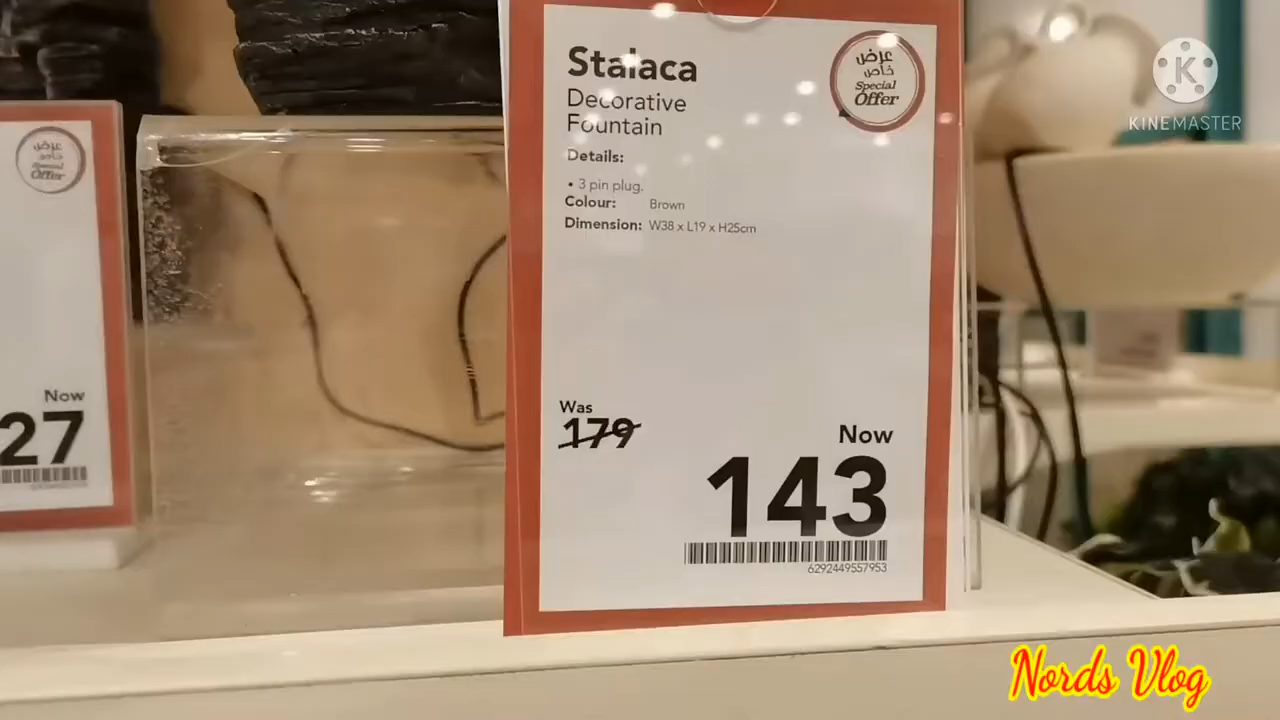 عرض
خاص
Special
Offer
Now
27
Stalaca
Decorative
Fountain
Details:
• 3 pin plug.
Colour: Brown
Dimension: W38 x L19 x H25cm
Was
179
Now
143
6292449557953
عرض
خاص
Special
Offer
K
KINEMASTER
Nords Vlog